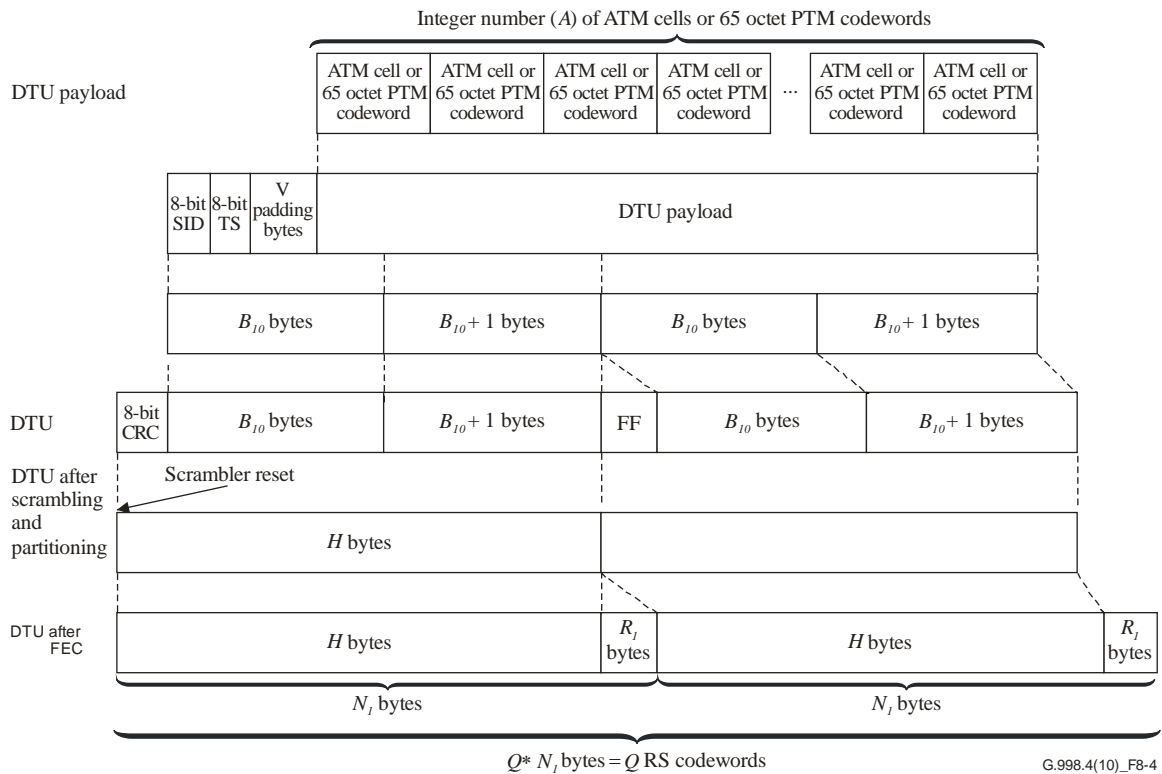 Integer number (A) of ATM cells or 65 octet PTM codewords
DTU payload
ATM cell or
65 octet PTM
codeword
ATM cell or
65 octet PTM
codeword
ATM cell or
65 octet PTM
codeword
ATM cell or
65 octet PTM
codeword
...
ATM cell or
65 octet PTM
codeword
ATM cell or
65 octet PTM
codeword
8-bit
SID
8-bit
TS
V
padding
bytes
DTU payload
B10 bytes
B10 + 1 bytes
B10 bytes
B10 + 1 bytes
DTU
8-bit
CRC
B10 bytes
B10 + 1 bytes
FF
B10 bytes
B10 + 1 bytes
DTU after
scrambling
and
partitioning
Scrambler reset
H bytes
DTU after
FEC
H bytes
R1
bytes
H bytes
R1
bytes
N1 bytes
N1 bytes
Q* N1 bytes = Q RS codewords
G.998.4(10)_F8-4